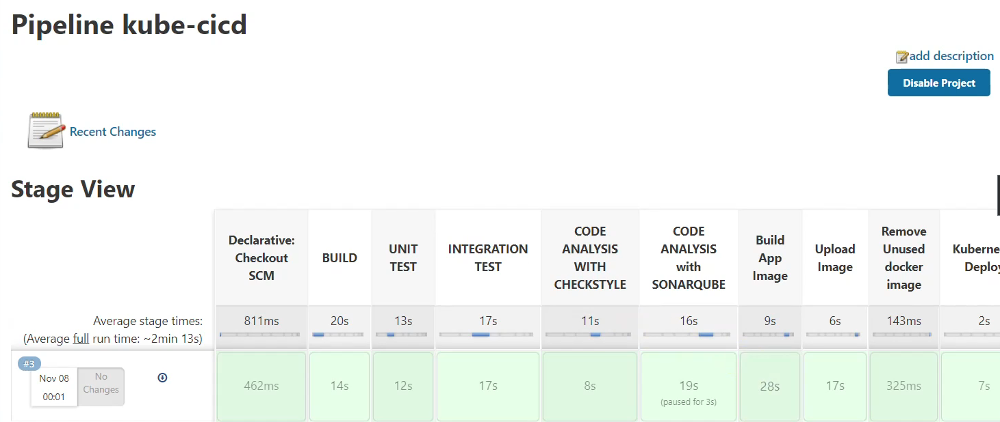 Pipeline kube-cicd
add description
Disable Project
Recent Changes
Stage View
Declarative:
Checkout
SCM
BUILD
UNIT
TEST
INTEGRATION
TEST
CODE
ANALYSIS
WITH
CHECKSTYLE
CODE
ANALYSIS
with
SONARQUBE
Build
App
Image
Upload
Image
Remove
Unused
docker
image
Kuberne
Deploy
Average stage times:
(Average full run time: ~2min 13s)
811ms
20s
13s
17s
11s
16s
9s
6s
143ms
2s
#3
Nov 08
00:01
No
Changes
462ms
14s
12s
17s
8s
19s
(paused for 3s)
28s
17s
325ms
7s